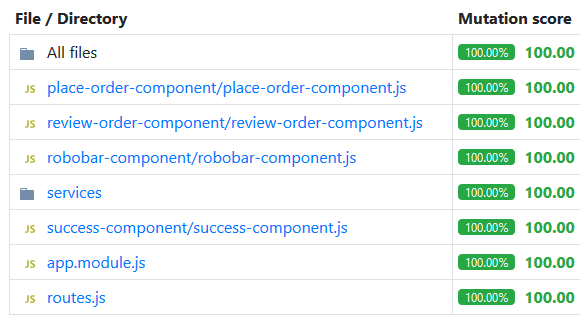 File / Directory Mutation score
All files 100.00% 100.00
JS place-order-component/place-order-component.js 100.00% 100.00
JS review-order-component/review-order-component.js 100.00% 100.00
JS robobar-component/robobar-component.js 100.00% 100.00
services 100.00% 100.00
JS success-component/success-component.js 100.00% 100.00
JS app.module.js 100.00% 100.00
JS routes.js 100.00% 100.00